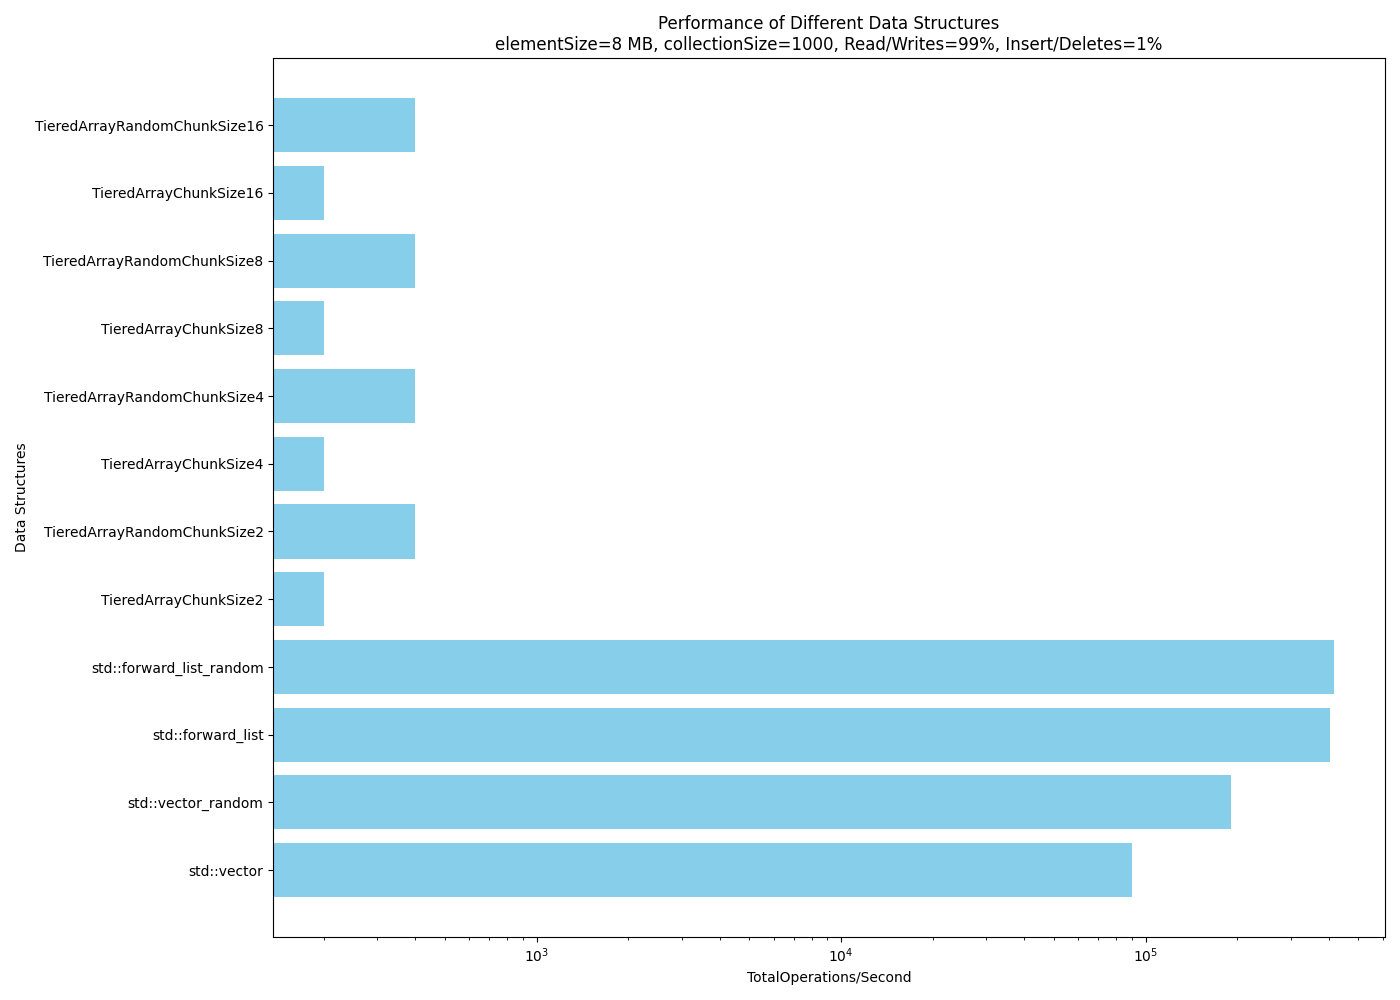 Performance of Different Data Structures
elementSize=8 MB, collectionSize=1000, Read/Writes=99%, Insert/Deletes=1%
TieredArrayRandomChunkSize16
TieredArrayChunkSize16
TieredArrayRandomChunkSize8
TieredArrayChunkSize8
TieredArrayRandomChunkSize4
TieredArrayChunkSize4
TieredArrayRandomChunkSize2
TieredArrayChunkSize2
std::forward_list_random
std::forward_list
std::vector_random
std::vector
Data Structures
10³ 10⁴ 10⁵
TotalOperations/Second